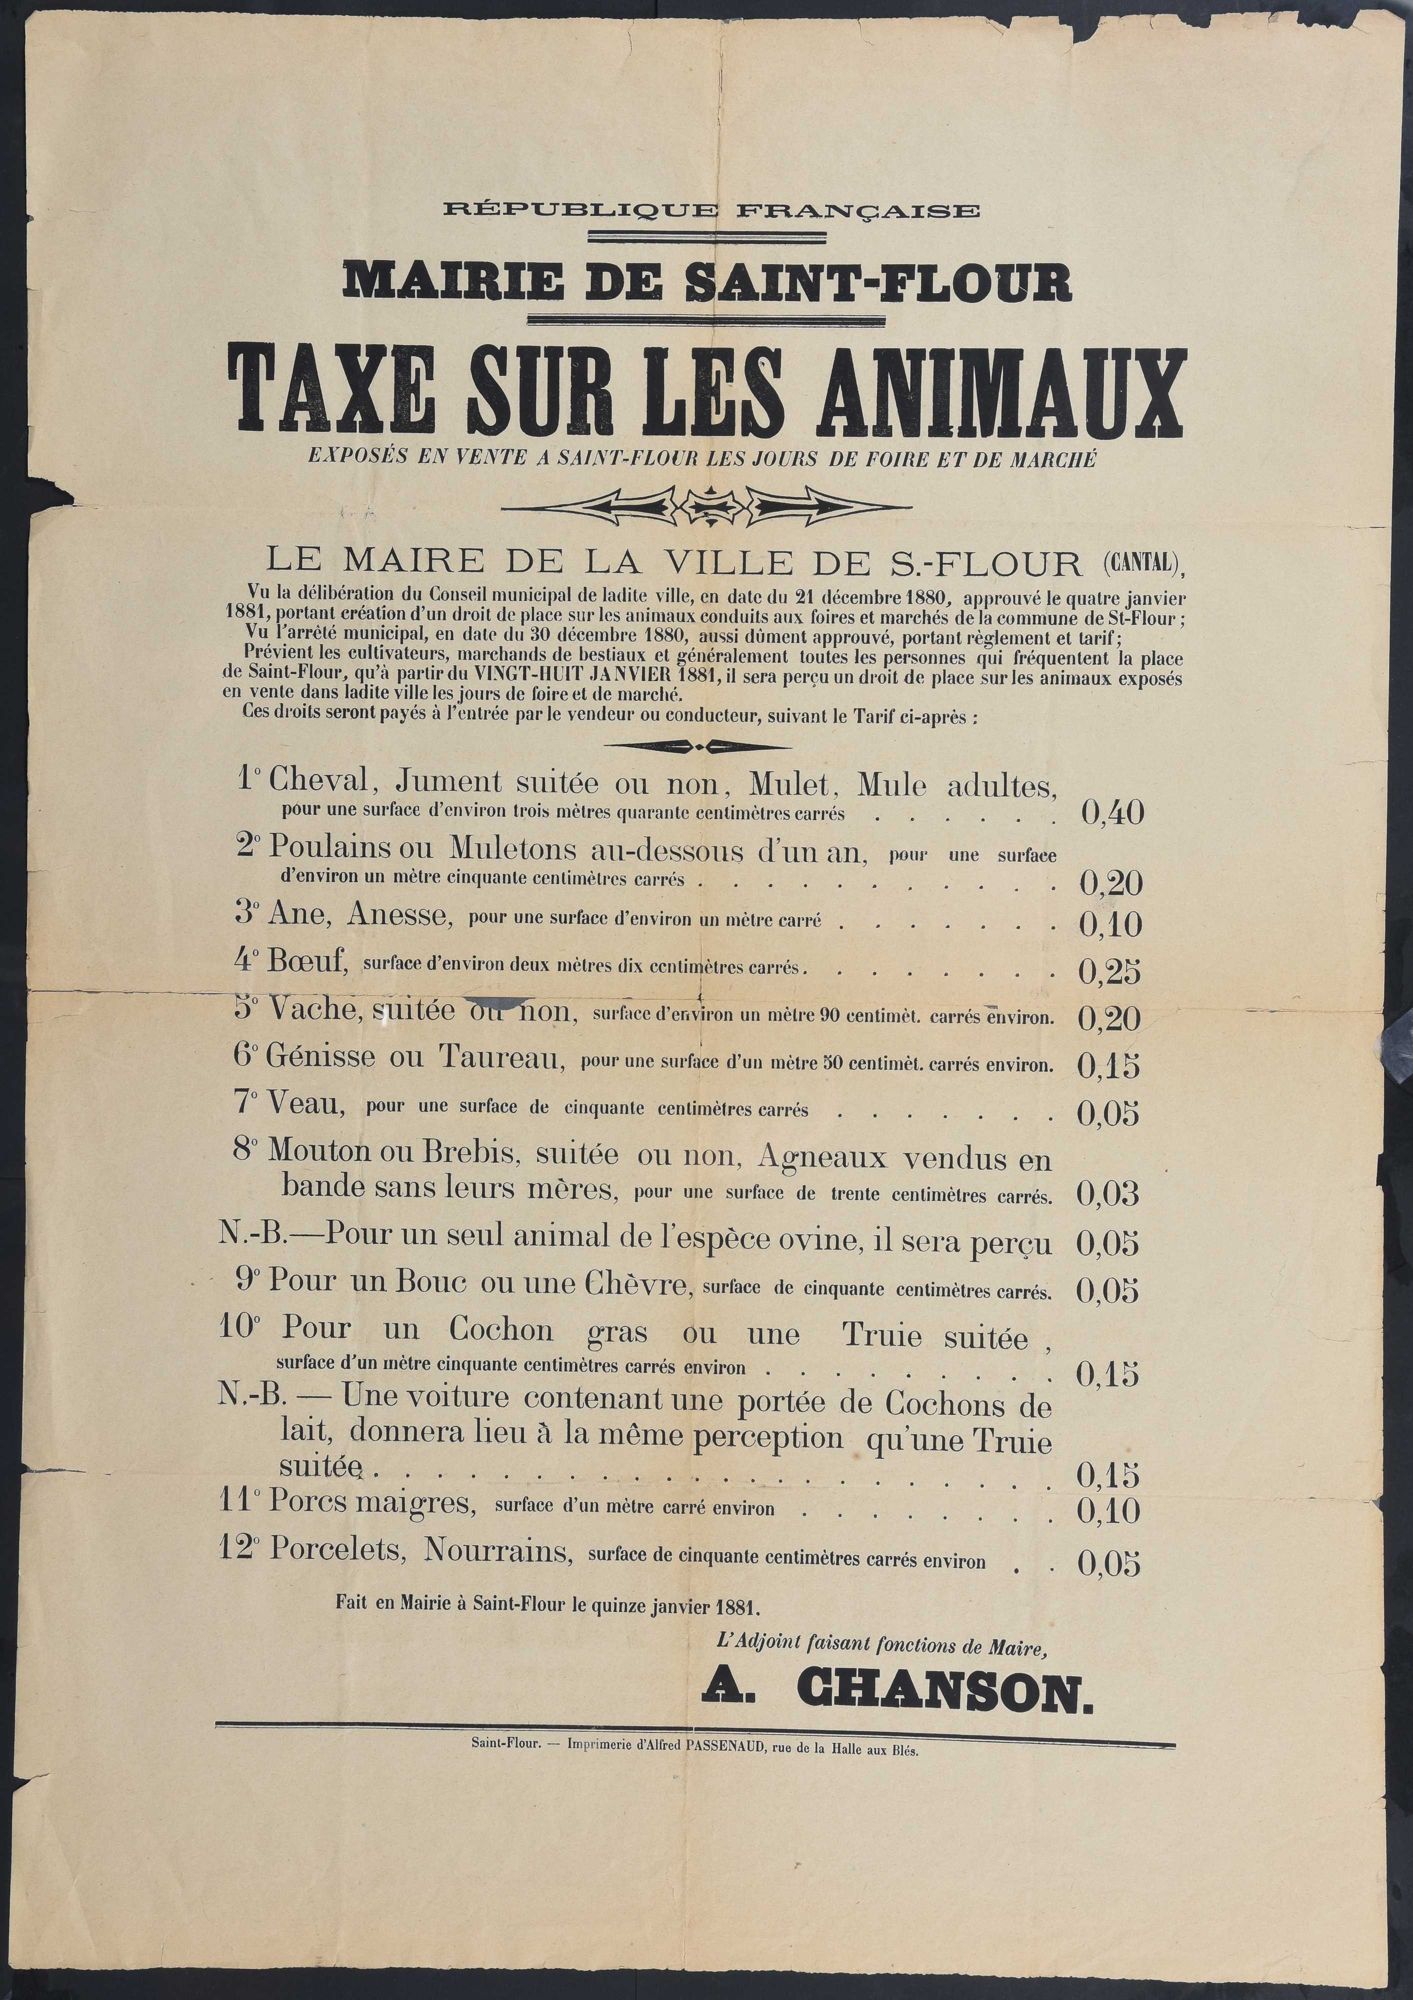 RÉPUBLIQUE FRANÇAISE
MAIRIE DE SAINT-FLOUR
TAXE SUR LES ANIMAUX
EXPOSÉS EN VENTE A SAINT-FLOUR LES JOURS DE FOIRE ET DE MARCHÉ
LE MAIRE DE LA VILLE DE S.-FLOUR (CANTAL),
Vu la délibération du Conseil municipal de ladite ville, en date du 21 décembre 1880, approuvé le quatre janvier
1881, portant création d'un droit de place sur les animaux conduits aux foires et marchés de la commune de St-Flour ;
Vu l'arrêté municipal, en date du 30 décembre 1880, aussi dûment approuvé, portant règlement et tarif ;
Prévient les cultivateurs, marchands de bestiaux et généralement toutes les personnes qui fréquentent la place
de Saint-Flour, qu'à partir du VINGT-HUIT JANVIER 1881, il sera perçu un droit de place sur les animaux exposés
en vente dans ladite ville les jours de foire et de marché.
Ces droits seront payés à l'entrée par le vendeur ou conducteur, suivant le Tarif ci-après :
1° Cheval, Jument suitée ou non, Mulet, Mule adultes,
pour une surface d'environ trois mètres quarante centimètres carrés . . . . . . 0,40
2° Poulains ou Muletons au-dessous d'un an, pour une surface
d'environ un mètre cinquante centimètres carrés . . . . . . . . . . . 0,20
3° Ane, Anesse, pour une surface d'environ un mètre carré . . . . . . . 0,10
4° Bœuf, surface d'environ deux mètres dix centimètres carrés. . . . . . . . 0,25
5° Vache, suitée ou non, surface d'environ un mètre 90 centimèt. carrés environ. 0,20
6° Génisse ou Taureau, pour une surface d'un mètre 50 centimèt. carrés environ. 0,15
7° Veau, pour une surface de cinquante centimètres carrés . . . . . . . 0,05
8° Mouton ou Brebis, suitée ou non, Agneaux vendus en
bande sans leurs mères, pour une surface de trente centimètres carrés. 0,03
N.-B.—Pour un seul animal de l'espèce ovine, il sera perçu 0,05
9° Pour un Bouc ou une Chèvre, surface de cinquante centimètres carrés. 0,05
10° Pour un Cochon gras ou une Truie suitée ,
surface d'un mètre cinquante centimètres carrés environ . . . . . . . . . 0,15
N.-B. — Une voiture contenant une portée de Cochons de
lait, donnera lieu à la même perception qu'une Truie
suitée. . . . . . . . . . . . . . . . . . . . 0,15
11° Porcs maigres, surface d'un mètre carré environ . . . . . . . . 0,10
12° Porcelets, Nourrains, surface de cinquante centimètres carrés environ . . 0,05
Fait en Mairie à Saint-Flour le quinze janvier 1881.
L'Adjoint faisant fonctions de Maire,
A. CHANSON.
Saint-Flour. — Imprimerie d'Alfred PASSENAUD, rue de la Halle aux Blés.